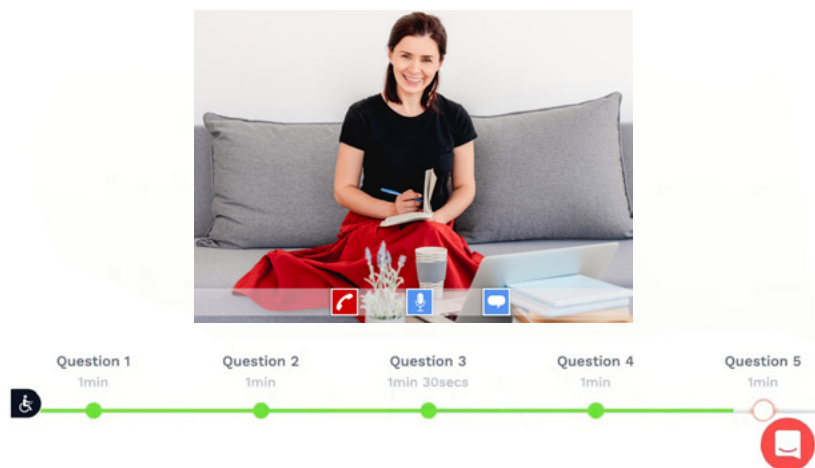 Question 1
1min
Question 2
1min
Question 3
1min 30secs
Question 4
1min
Question 5
1min